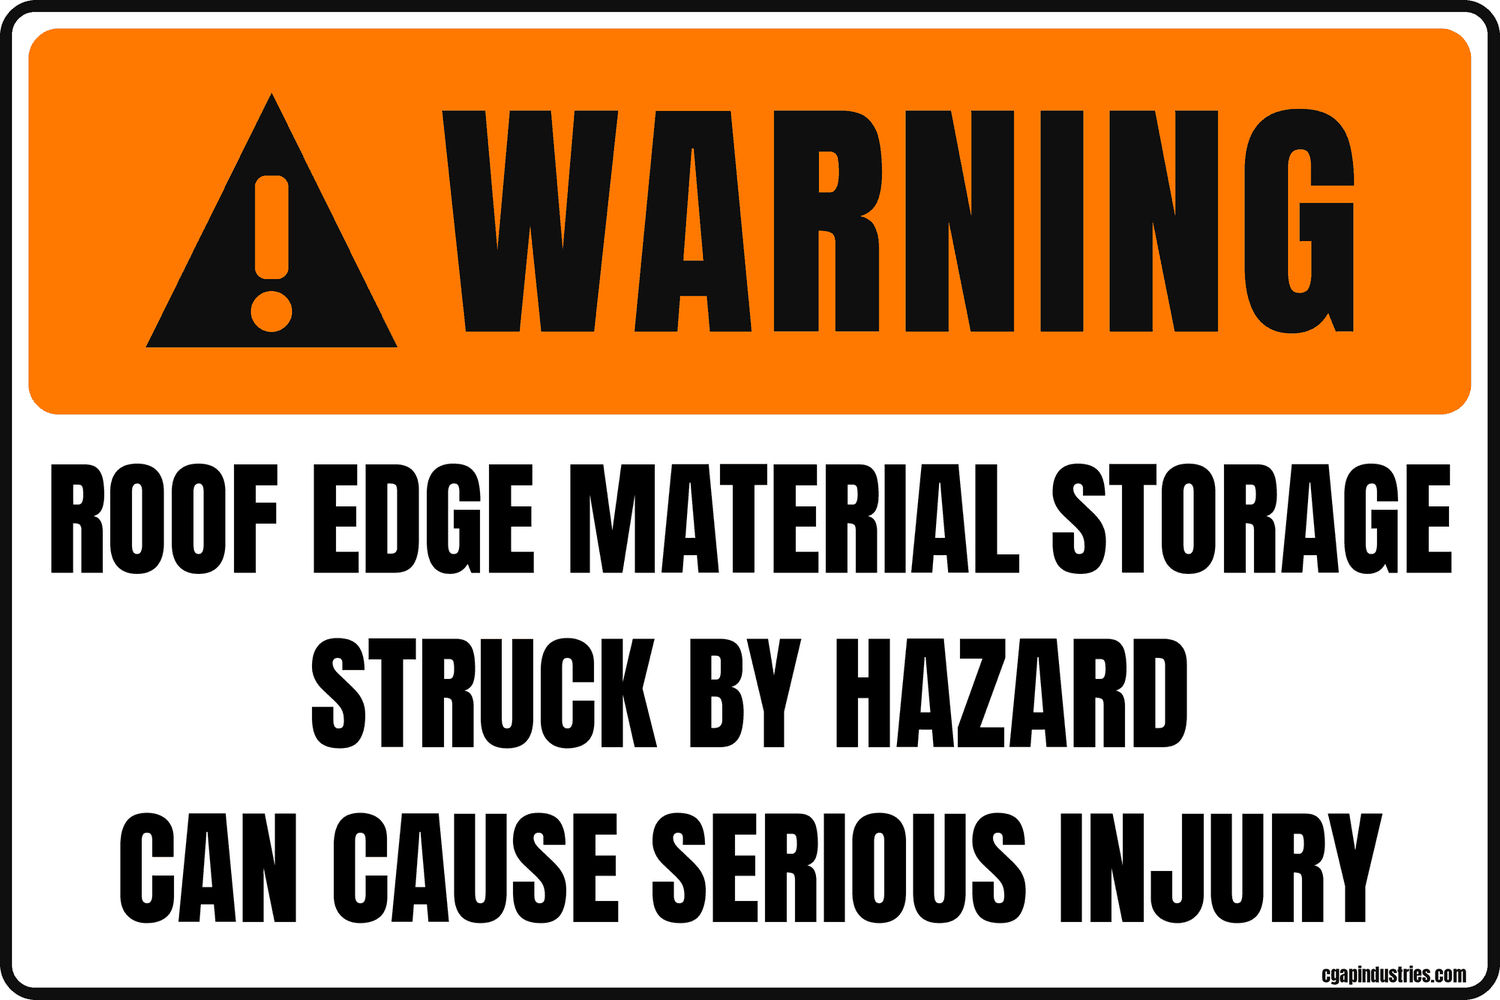 WARNING
ROOF EDGE MATERIAL STORAGE
STRUCK BY HAZARD
CAN CAUSE SERIOUS INJURY
cgapindustries.com